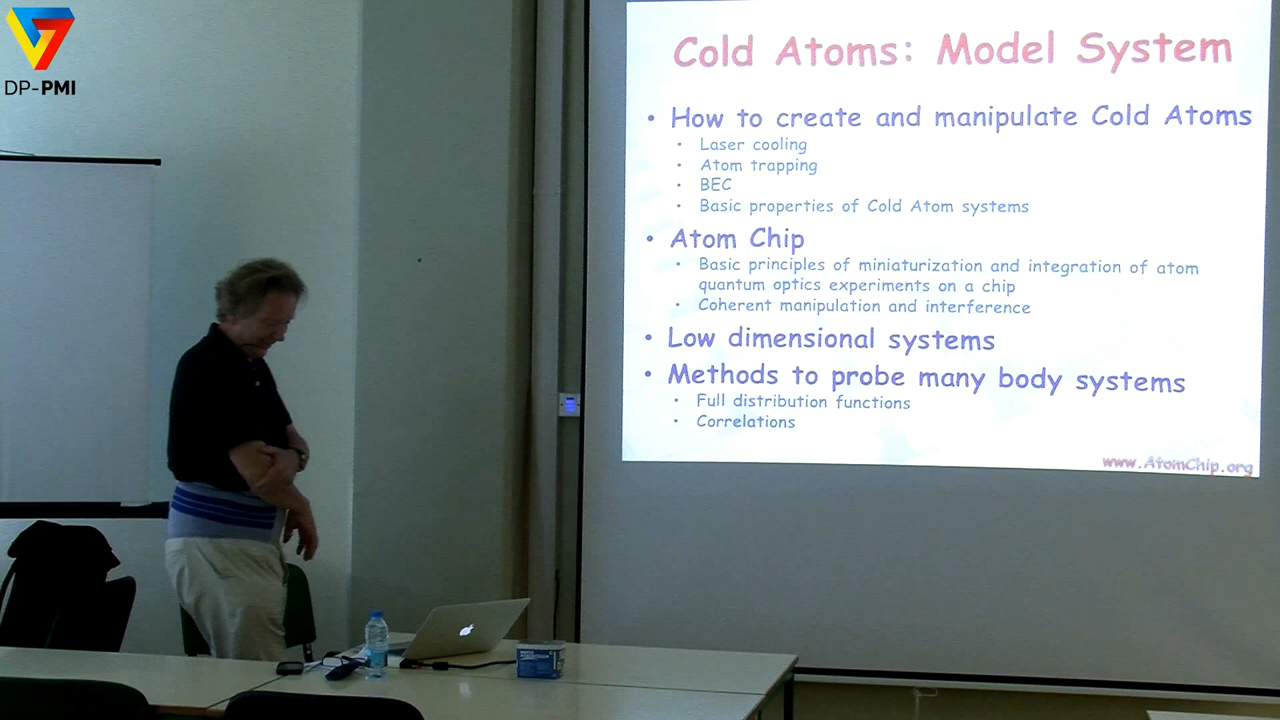 DP-PMI
Cold Atoms: Model System
• How to create and manipulate Cold Atoms
• Laser cooling
• Atom trapping
• BEC
• Basic properties of Cold Atom systems
• Atom Chip
• Basic principles of miniaturization and integration of atom
quantum optics experiments on a chip
• Coherent manipulation and interference
• Low dimensional systems
• Methods to probe many body systems
• Full distribution functions
• Correlations
www.AtomChip.org